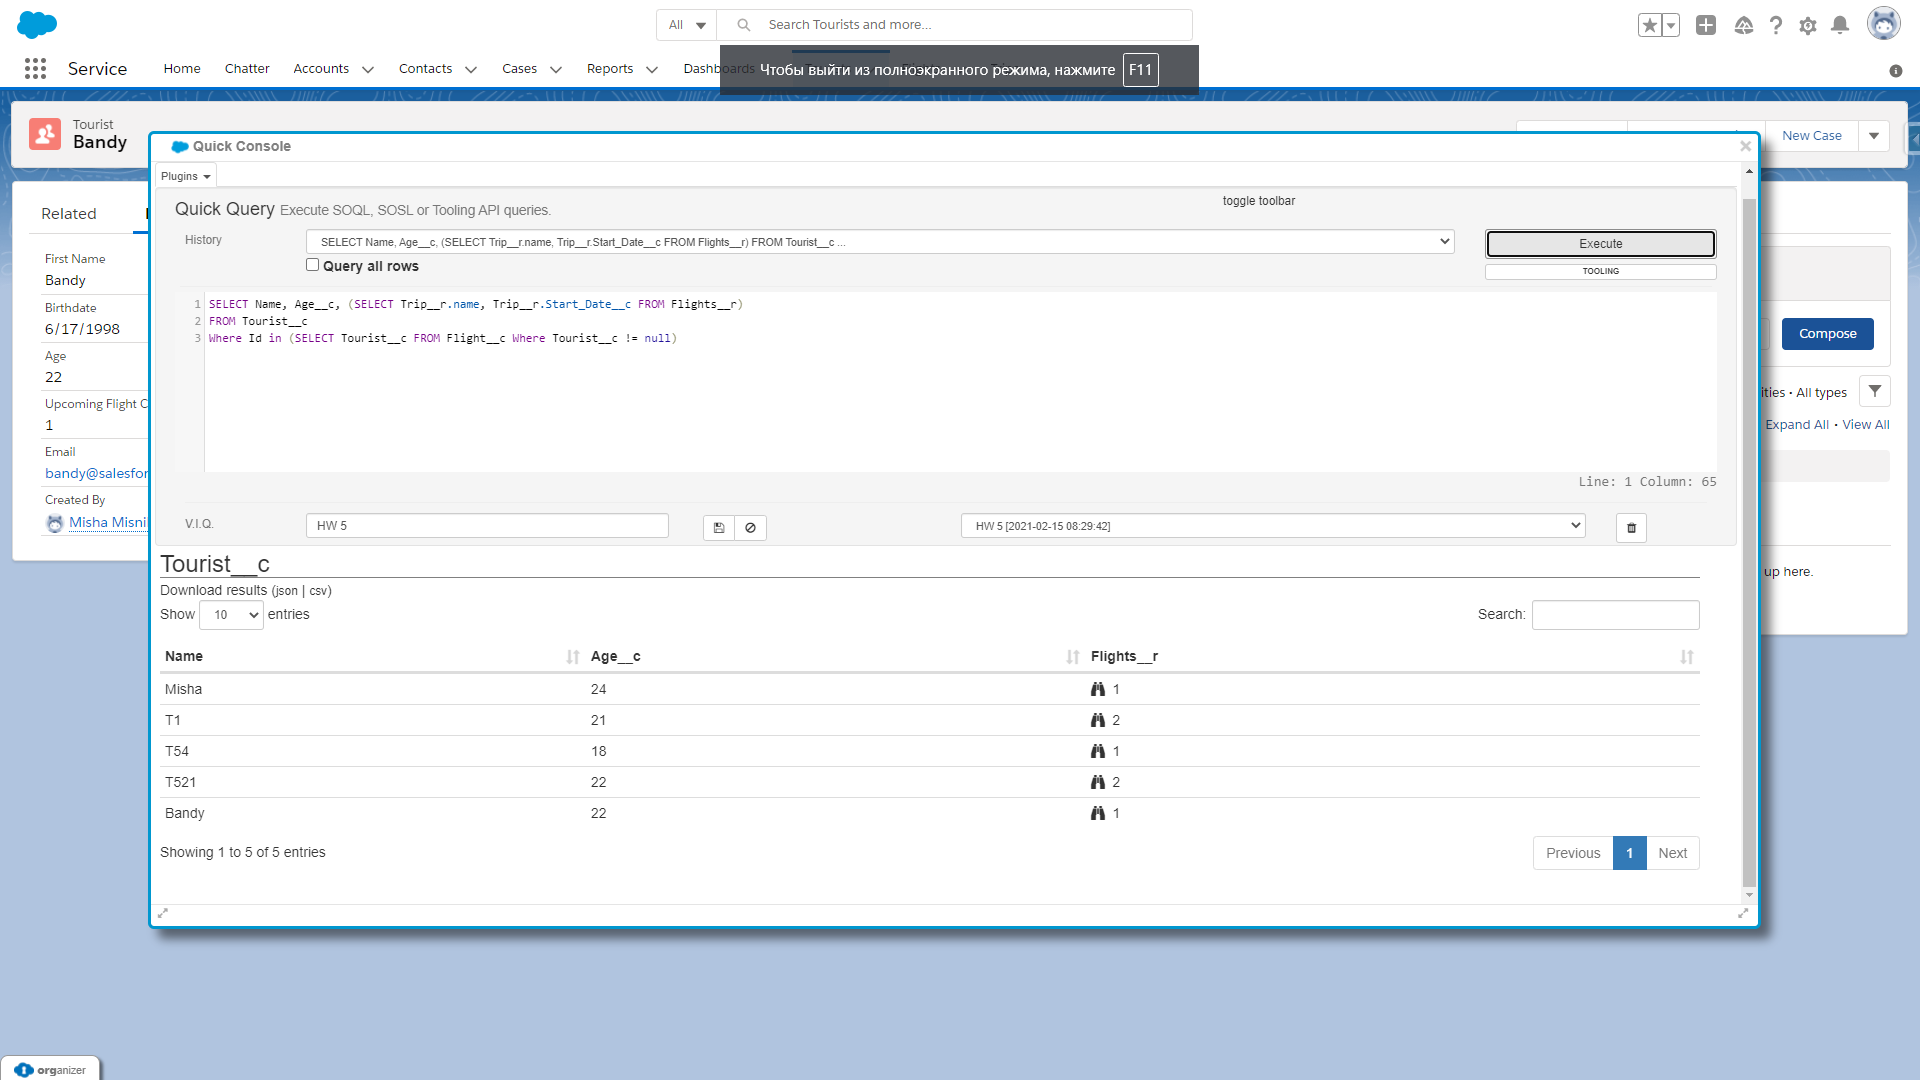 All
Search Tourists and more...
Service
Home
Chatter
Accounts
Contacts
Cases
Reports
Dashboards
Чтобы выйти из полноэкранного режима, нажмите F11
Tourist
Bandy
New Case
Quick Console
Plugins
Related
Quick Query Execute SOQL, SOSL or Tooling API queries.
toggle toolbar
History
SELECT Name, Age__c, (SELECT Trip__r.name, Trip__r.Start_Date__c FROM Flights__r) FROM Tourist__c ...
Execute
Query all rows
TOOLING
First Name
Bandy
Birthdate
6/17/1998
Age
22
Upcoming Flight C
1
Email
bandy@salesfor
Created By
Misha Misni
1 SELECT Name, Age__c, (SELECT Trip__r.name, Trip__r.Start_Date__c FROM Flights__r)
2 FROM Tourist__c
3 Where Id in (SELECT Tourist__c FROM Flight__c Where Tourist__c != null)
Compose
ities • All types
Expand All • View All
Line: 1 Column: 65
V.I.Q.
HW 5
HW 5 [2021-02-15 08:29:42]
up here.
Tourist__c
Download results (json | csv)
Show 10 entries
Search:
Name Age__c Flights__r
Misha 24 1
T1 21 2
T54 18 1
T521 22 2
Bandy 22 1
Showing 1 to 5 of 5 entries
Previous 1 Next
organizer